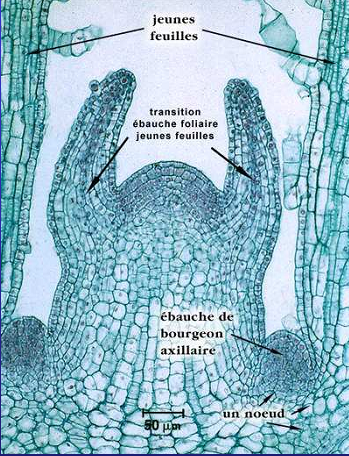 jeunes
feuilles
transition
ébauche foliaire
jeunes feuilles
ébauche de
bourgeon
axillaire
un noeud
50 µm